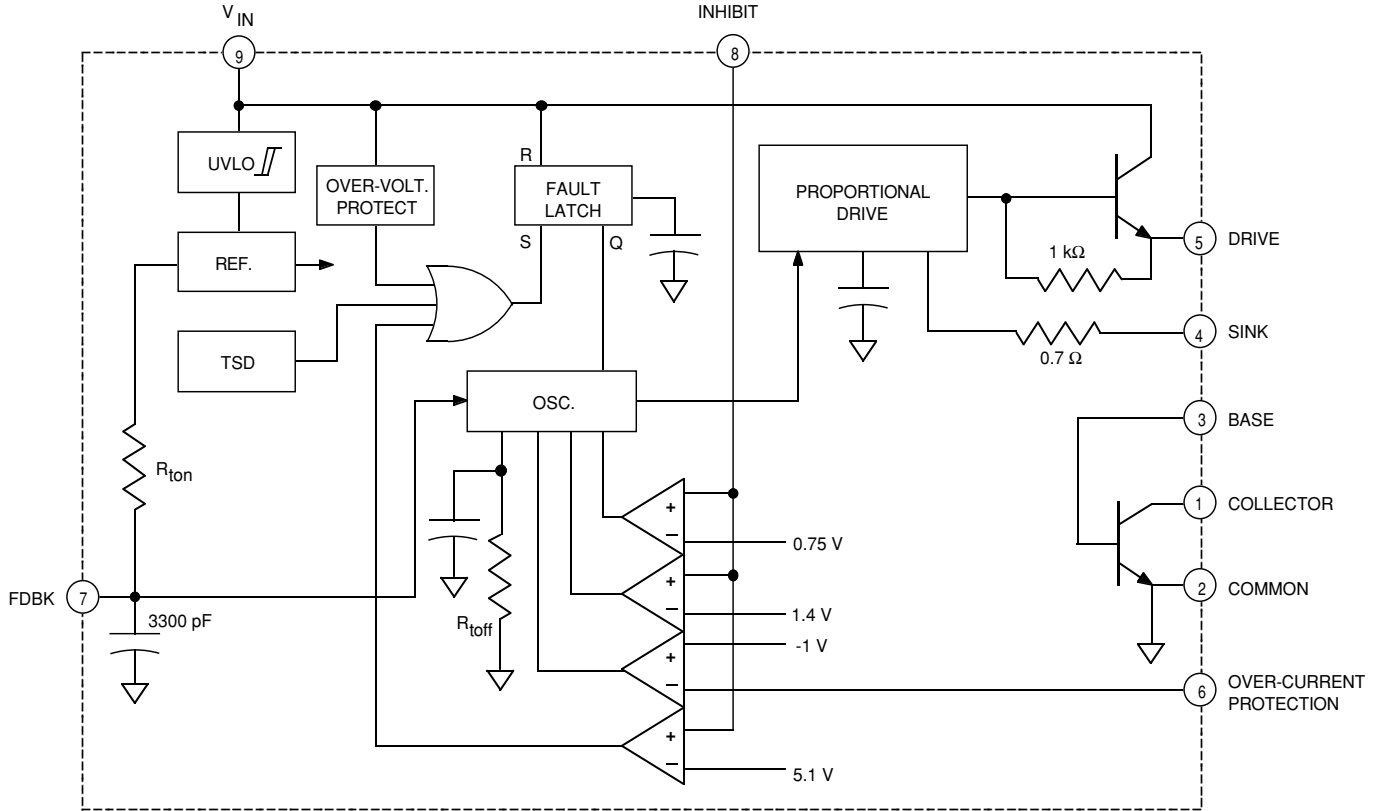 V IN
INHIBIT
9
8
UVLO
R
OVER-VOLT.
PROTECT
FAULT
LATCH
PROPORTIONAL
DRIVE
S
Q
5
DRIVE
REF.
1 kΩ
TSD
4
SINK
0.7 Ω
OSC.
3
BASE
Rton
+
1
COLLECTOR
–
0.75 V
+
2
COMMON
FDBK
7
3300 pF
Rtoff
–
1.4 V
-1 V
+
–
6
OVER-CURRENT
PROTECTION
+
–
5.1 V